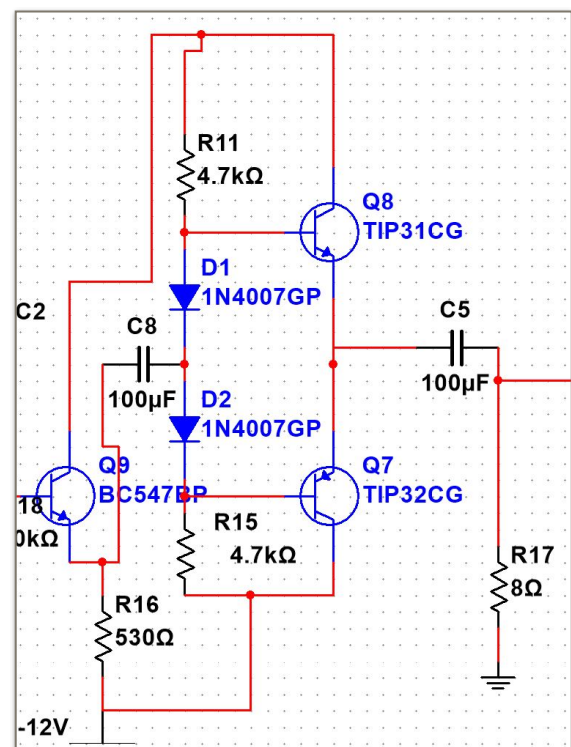 R11
4.7kΩ
Q8
TIP31CG
D1
1N4007GP
C2
C8
100µF
C5
100µF
D2
1N4007GP
Q9
BC547BP
Q7
TIP32CG
18
0kΩ
R15
4.7kΩ
R17
8Ω
R16
530Ω
-12V